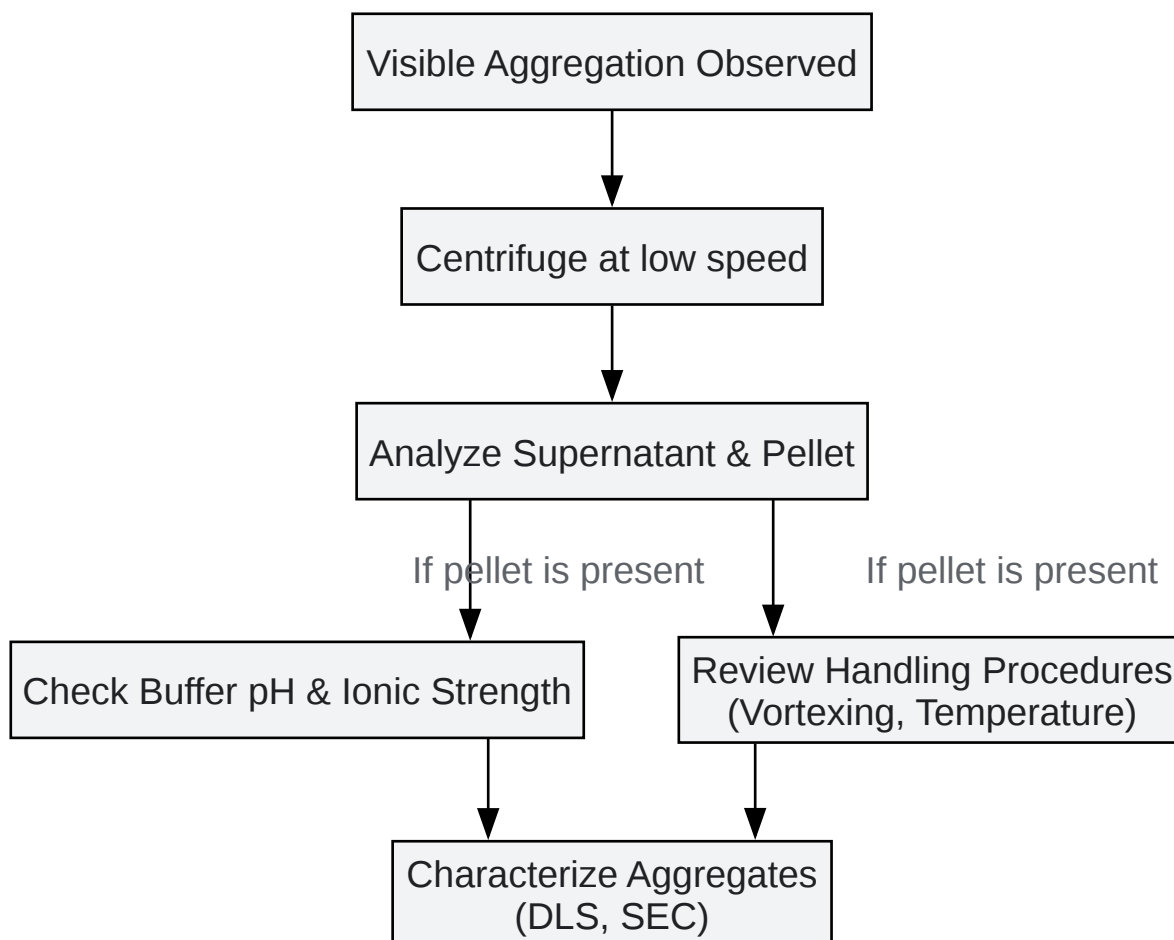 Visible Aggregation Observed
Centrifuge at low speed
Analyze Supernatant & Pellet
If pellet is present
If pellet is present
Check Buffer pH & Ionic Strength
Review Handling Procedures
(Vortexing, Temperature)
Characterize Aggregates
(DLS, SEC)